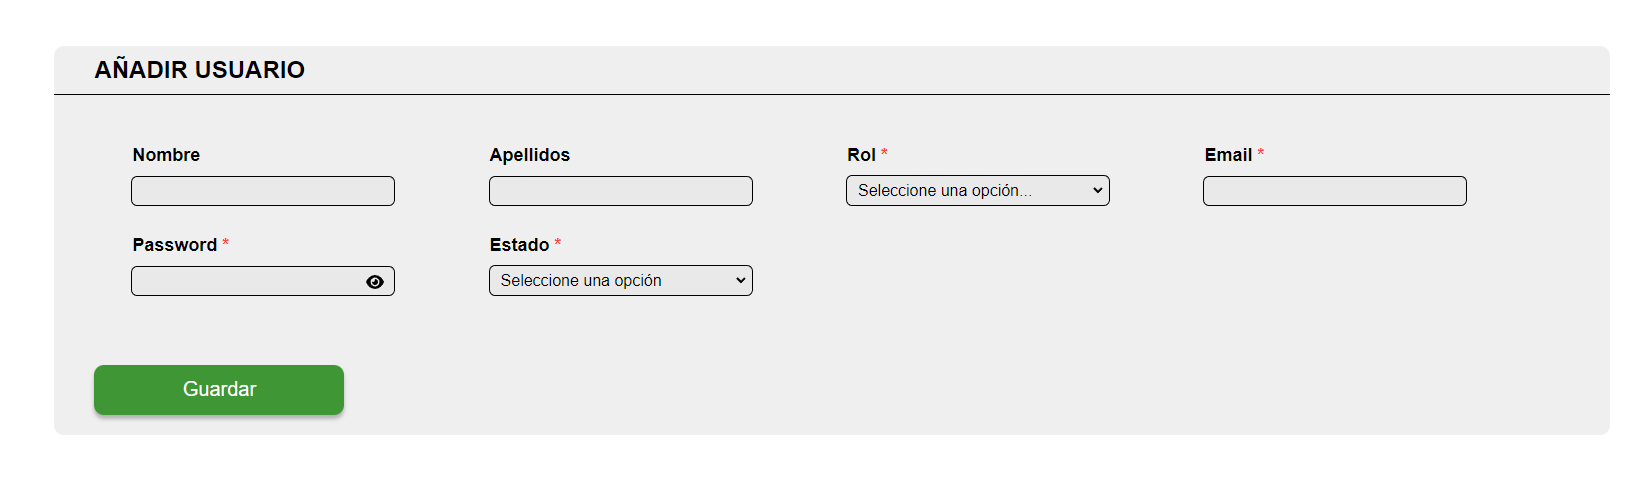 AÑADIR USUARIO
Nombre
Apellidos
Rol *
Email *
Seleccione una opción...
Password *
Estado *
Seleccione una opción
Guardar